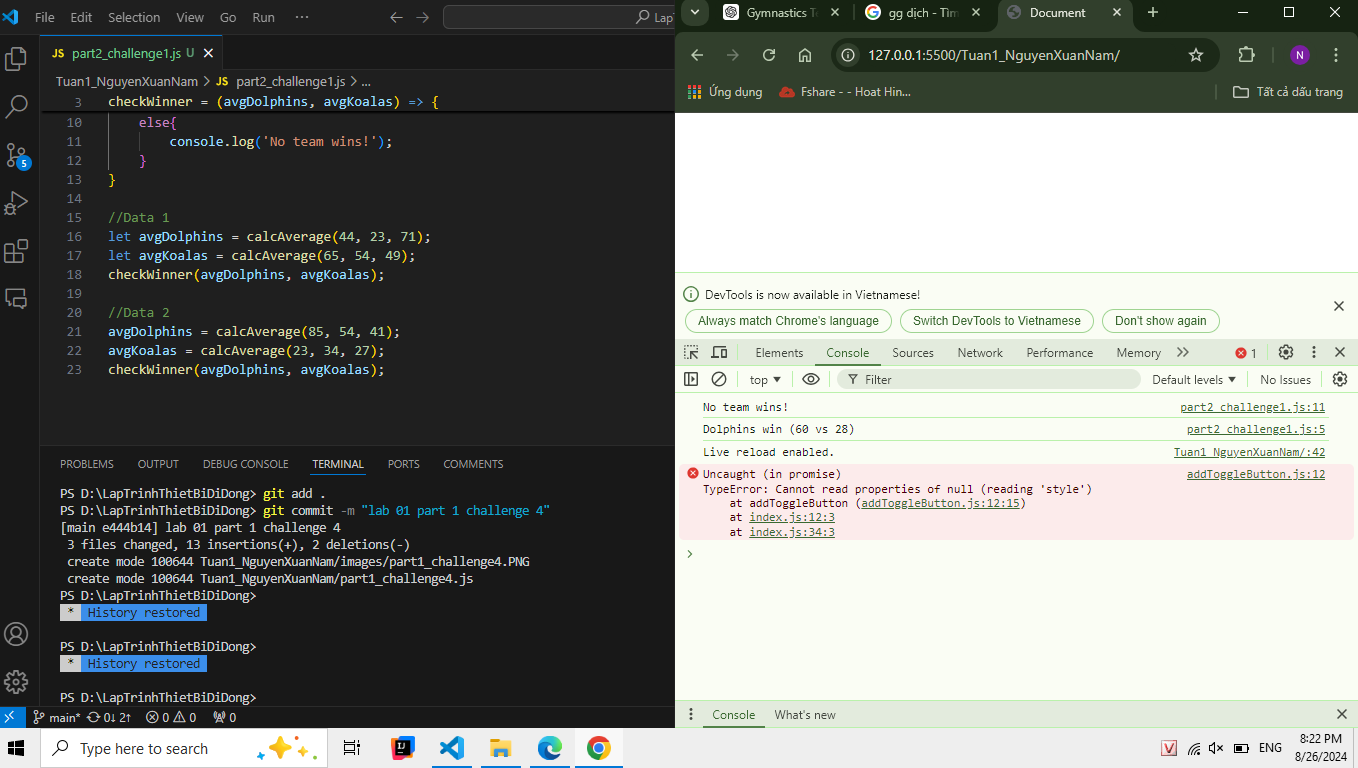 File Edit Selection View Go Run ··· Lap
JS part2_challenge1.js U
Tuan1_NguyenXuanNam > JS part2_challenge1.js > ...
3 checkWinner = (avgDolphins, avgKoalas) => {
10 else{
11 console.log('No team wins!');
12 }
13 }
14
15 //Data 1
16 let avgDolphins = calcAverage(44, 23, 71);
17 let avgKoalas = calcAverage(65, 54, 49);
18 checkWinner(avgDolphins, avgKoalas);
19
20 //Data 2
21 avgDolphins = calcAverage(85, 54, 41);
22 avgKoalas = calcAverage(23, 34, 27);
23 checkWinner(avgDolphins, avgKoalas);
5
PROBLEMS OUTPUT DEBUG CONSOLE TERMINAL PORTS COMMENTS
PS D:\LapTrinhThietBiDiDong> git add .
PS D:\LapTrinhThietBiDiDong> git commit -m "lab 01 part 1 challenge 4"
[main e444b14] lab 01 part 1 challenge 4
3 files changed, 13 insertions(+), 2 deletions(-)
create mode 100644 Tuan1_NguyenXuanNam/images/part1_challenge4.PNG
create mode 100644 Tuan1_NguyenXuanNam/part1_challenge4.js
PS D:\LapTrinhThietBiDiDong>
* History restored
PS D:\LapTrinhThietBiDiDong>
* History restored
PS D:\LapTrinhThietBiDiDong>
main* 0↓ 2↑ 0 0 0
Gymnastics gg dịch - Tìm Document
127.0.0.1:5500/Tuan1_NguyenXuanNam/ N
Ứng dụng Fshare - - Hoat Hin... Tất cả dấu trang
DevTools is now available in Vietnamese!
Always match Chrome's language Switch DevTools to Vietnamese Don't show again
Elements Console Sources Network Performance Memory 1
top Filter Default levels No Issues
No team wins! part2_challenge1.js:11
Dolphins win (60 vs 28) part2_challenge1.js:5
Live reload enabled. Tuan1_NguyenXuanNam/:42
Uncaught (in promise) addToggleButton.js:12
TypeError: Cannot read properties of null (reading 'style')
at addToggleButton (addToggleButton.js:12:15)
at index.js:12:3
at index.js:34:3
Console What's new
Type here to search
V ENG 8:22 PM
8/26/2024